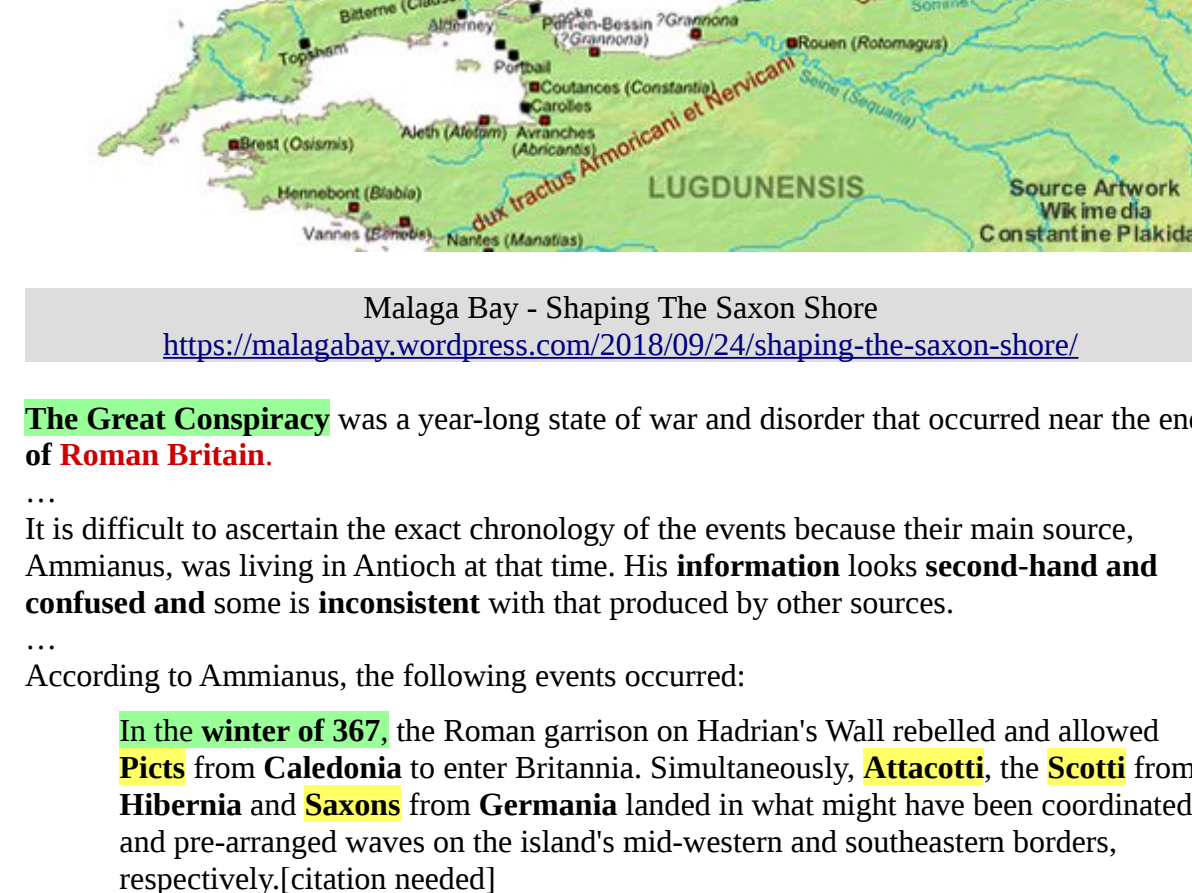 Bitterne
Alderney
Port-en-Bessin ?Grannona
(?Grannona)
Somme
Topsham
Portbail
Rouen (Rotomagus)
Coutances (Constantia)
Carolles
Seine (Sequana)
Aleth (Aletum) Avranches
(Abricantis)
Brest (Osismis)
dux tractus Armoricani et Nervicani
Hennebont (Blabia)
LUGDUNENSIS
Source Artwork
Wikimedia
Constantine Plakida
Vannes
Nantes (Manatias)
Malaga Bay - Shaping The Saxon Shore
https://malagabay.wordpress.com/2018/09/24/shaping-the-saxon-shore/
The Great Conspiracy was a year-long state of war and disorder that occurred near the en
of Roman Britain.
…
It is difficult to ascertain the exact chronology of the events because their main source,
Ammianus, was living in Antioch at that time. His information looks second-hand and
confused and some is inconsistent with that produced by other sources.
…
According to Ammianus, the following events occurred:
In the winter of 367, the Roman garrison on Hadrian's Wall rebelled and allowed
Picts from Caledonia to enter Britannia. Simultaneously, Attacotti, the Scotti from
Hibernia and Saxons from Germania landed in what might have been coordinated
and pre-arranged waves on the island's mid-western and southeastern borders,
respectively.[citation needed]